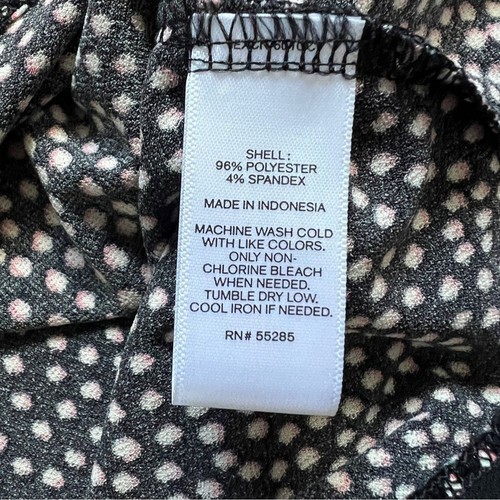 SHELL:
96% POLYESTER
4% SPANDEX
MADE IN INDONESIA
MACHINE WASH COLD
WITH LIKE COLORS.
ONLY NON-
CHLORINE BLEACH
WHEN NEEDED.
TUMBLE DRY LOW.
COOL IRON IF NEEDED.
RN# 55285